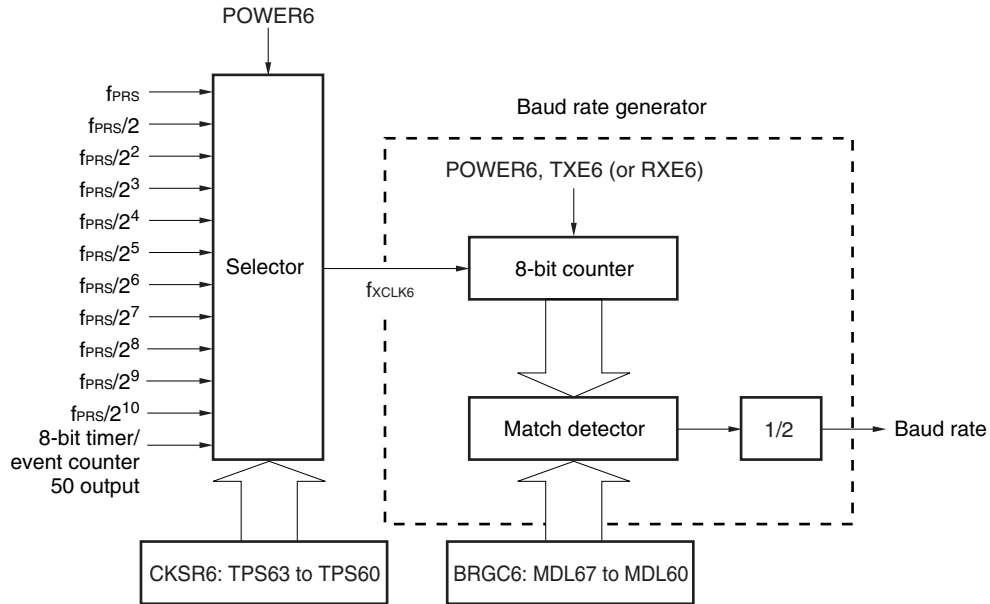 POWER6
fPRS
fPRS/2
fPRS/2²
fPRS/2³
fPRS/2⁴
fPRS/2⁵
fPRS/2⁶
fPRS/2⁷
fPRS/2⁸
fPRS/2⁹
fPRS/2¹⁰
8-bit timer/
event counter
50 output
Selector
fXCLK6
Baud rate generator
POWER6, TXE6 (or RXE6)
8-bit counter
Match detector
1/2
Baud rate
CKSR6: TPS63 to TPS60
BRGC6: MDL67 to MDL60